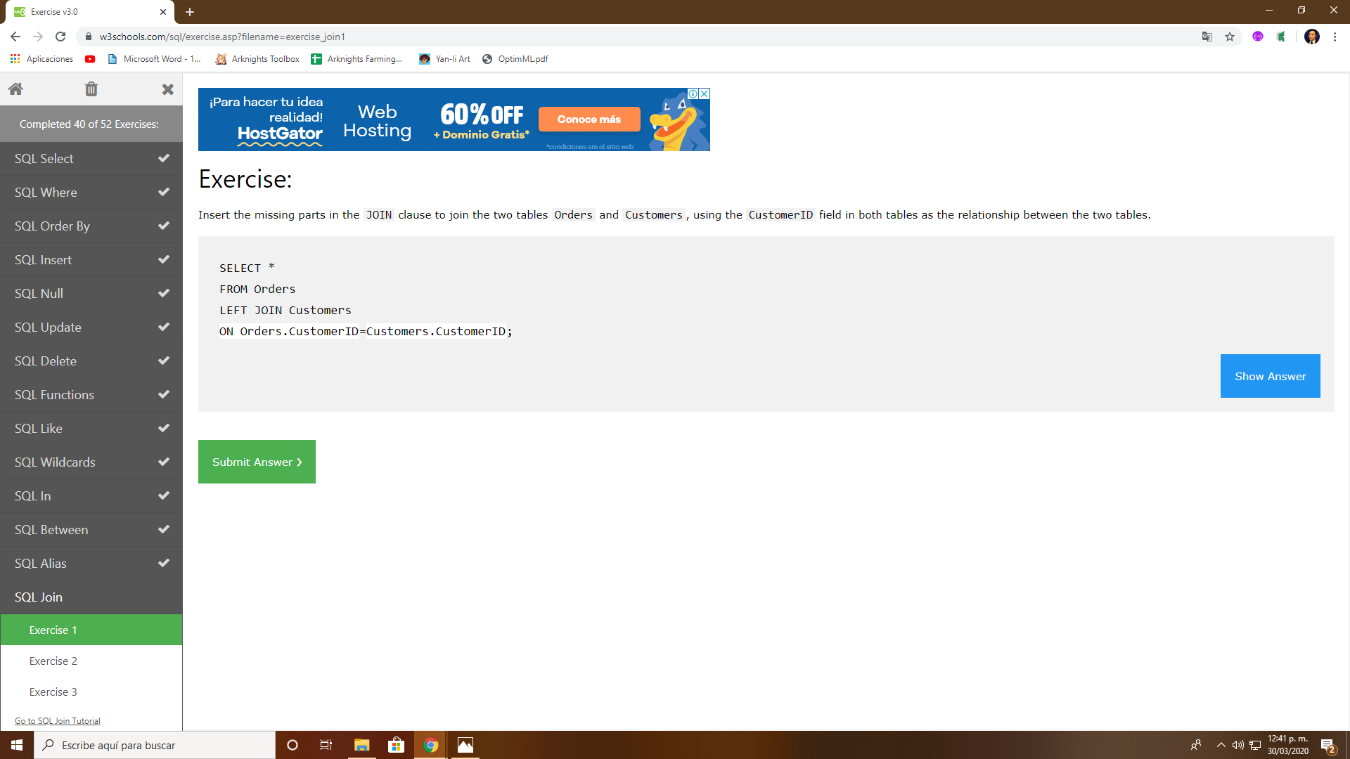 Exercise v3.0
w3schools.com/sql/exercise.asp?filename=exercise_join1
Aplicaciones
Microsoft Word - 1...
Arknights Toolbox
Arknights Farming...
Yan-li Art
OptimML.pdf
Completed 40 of 52 Exercises:
SQL Select
SQL Where
SQL Order By
SQL Insert
SQL Null
SQL Update
SQL Delete
SQL Functions
SQL Like
SQL Wildcards
SQL In
SQL Between
SQL Alias
SQL Join
Exercise 1
Exercise 2
Exercise 3
Go to SQL Join Tutorial
¡Para hacer tu idea
realidad!
HostGator
Web
Hosting
60% OFF
+ Dominio Gratis*
Conoce más
*condiciones em el sitio web
Exercise:
Insert the missing parts in the JOIN clause to join the two tables Orders and Customers, using the CustomerID field in both tables as the relationship between the two tables.
SELECT *
FROM Orders
LEFT JOIN Customers
ON Orders.CustomerID=Customers.CustomerID;
Show Answer
Submit Answer ❯
Escribe aquí para buscar
12:41 p. m.
30/03/2020
2